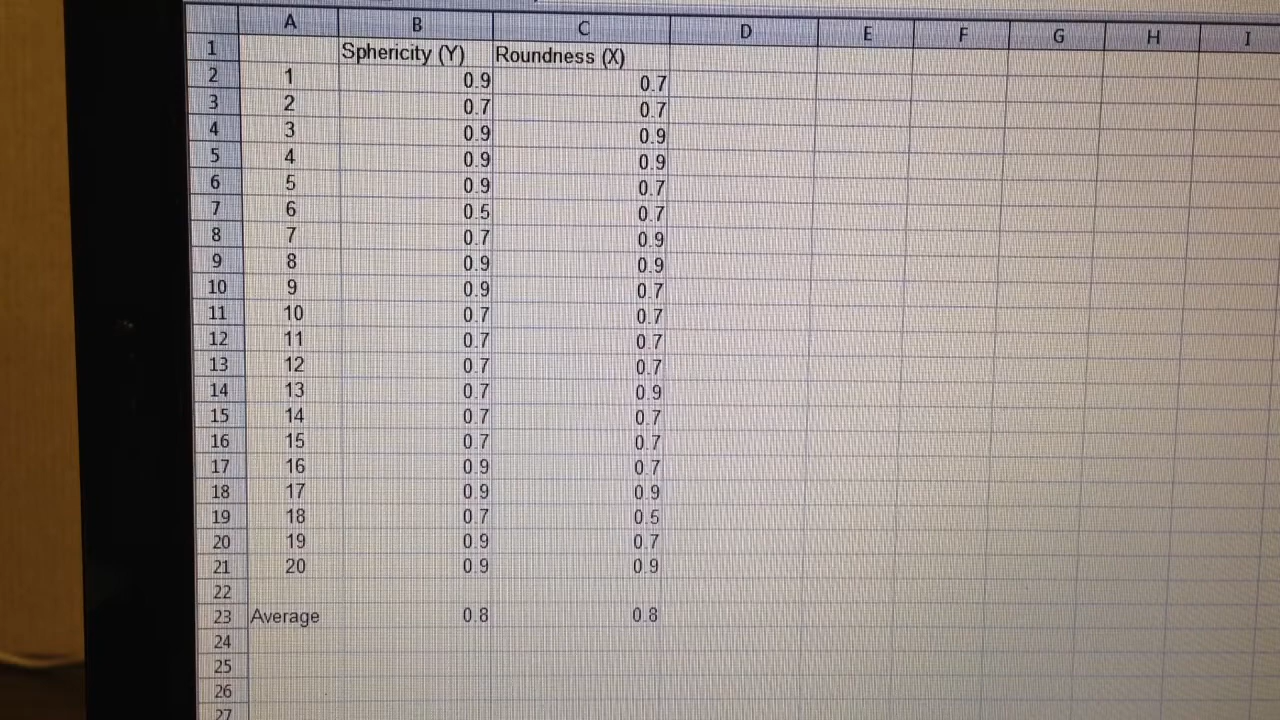 A B C D E F G H I
1 Sphericity (Y) Roundness (X)
2 1 0.9 0.7
3 2 0.7 0.7
4 3 0.9 0.9
5 4 0.9 0.9
6 5 0.9 0.7
7 6 0.5 0.7
8 7 0.7 0.9
9 8 0.9 0.9
10 9 0.9 0.7
11 10 0.7 0.7
12 11 0.7 0.7
13 12 0.7 0.7
14 13 0.7 0.9
15 14 0.7 0.7
16 15 0.7 0.7
17 16 0.9 0.7
18 17 0.9 0.9
19 18 0.7 0.5
20 19 0.9 0.7
21 20 0.9 0.9
22
23 Average 0.8 0.8
24
25
26
27